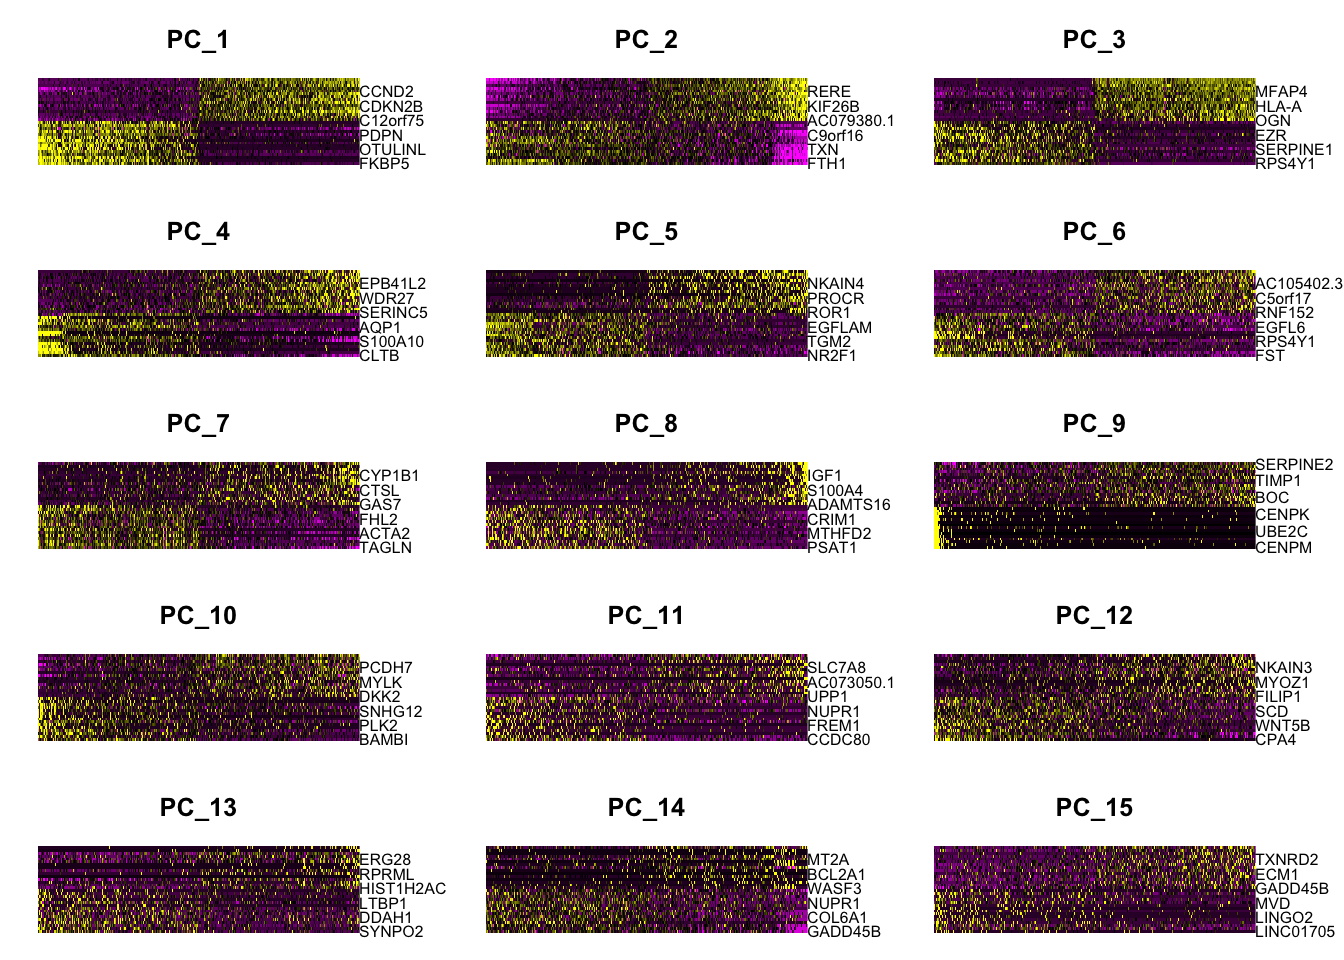 PC_1
CCND2
CDKN2B
C12orf75
PDPN
OTULINL
FKBP5
PC_2
RERE
KIF26B
AC079380.1
C9orf16
TXN
FTH1
PC_3
MFAP4
HLA-A
OGN
EZR
SERPINE1
RPS4Y1
PC_4
EPB41L2
WDR27
SERINC5
AQP1
S100A10
CLTB
PC_5
NKAIN4
PROCR
ROR1
EGFLAM
TGM2
NR2F1
PC_6
AC105402.3
C5orf17
RNF152
EGFL6
RPS4Y1
FST
PC_7
CYP1B1
CTSL
GAS7
FHL2
ACTA2
TAGLN
PC_8
IGF1
S100A4
ADAMTS16
CRIM1
MTHFD2
PSAT1
PC_9
SERPINE2
TIMP1
BOC
CENPK
UBE2C
CENPM
PC_10
PCDH7
MYLK
DKK2
SNHG12
PLK2
BAMBI
PC_11
SLC7A8
AC073050.1
UPP1
NUPR1
FREM1
CCDC80
PC_12
NKAIN3
MYOZ1
FILIP1
SCD
WNT5B
CPA4
PC_13
ERG28
RPRML
HIST1H2AC
LTBP1
DDAH1
SYNPO2
PC_14
MT2A
BCL2A1
WASF3
NUPR1
COL6A1
GADD45B
PC_15
TXNRD2
ECM1
GADD45B
MVD
LINGO2
LINC01705